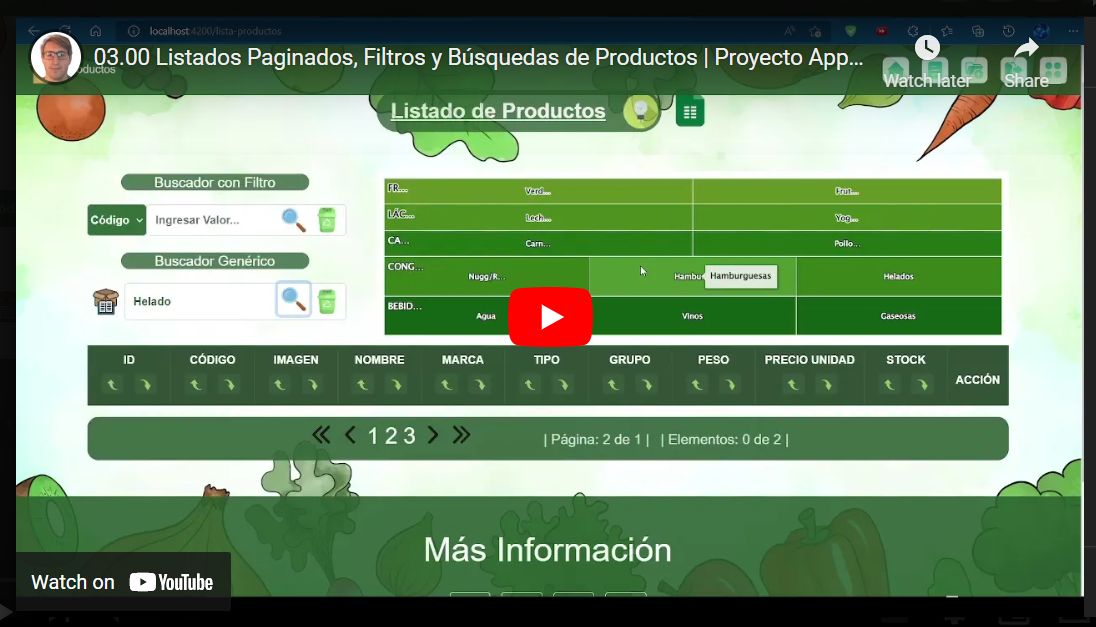 localhost:4200/lista-productos
03.00 Listados Paginados, Filtros y Búsquedas de Productos | Proyecto App...
Watch later
Share
Listado de Productos
Buscador con Filtro
Código
Ingresar Valor...
Buscador Genérico
Helado
FR...
Verd...
Frut...
LÁC...
Lech...
Yog...
CA...
Carn...
Pollo...
CONG...
Nugg/R...
Hambu
Hamburguesas
Helados
BEBID...
Agua
Vinos
Gaseosas
ID CÓDIGO IMAGEN NOMBRE MARCA TIPO GRUPO PESO PRECIO UNIDAD STOCK ACCIÓN
1 2 3 | Página: 2 de 1 | | Elementos: 0 de 2 |
Más Información
Watch on YouTube